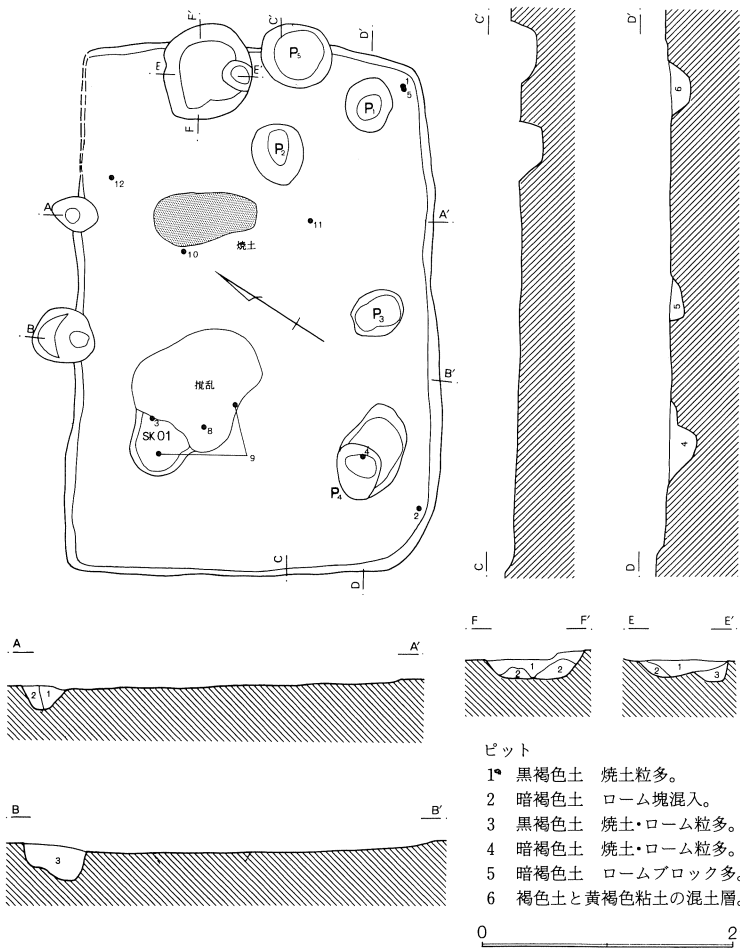 F′
C′
D′
E
E′
P5
1
5
P1
F
P2
12
A
A′
11
焼土
10
P3
B
B′
撹乱
3
8
SK01
9
4
P4
2
C
D
C′
D′
6
5
4
C
D
A
A′
2
1
F
F′
1
2
2
E
E′
2
1
3
B
B′
3
ピット
1 黒褐色土 焼土粒多。
2 暗褐色土 ローム塊混入。
3 黒褐色土 焼土・ローム粒多。
4 暗褐色土 焼土・ローム粒多。
5 暗褐色土 ロームブロック多。
6 褐色土と黄褐色粘土の混土層。
0
2